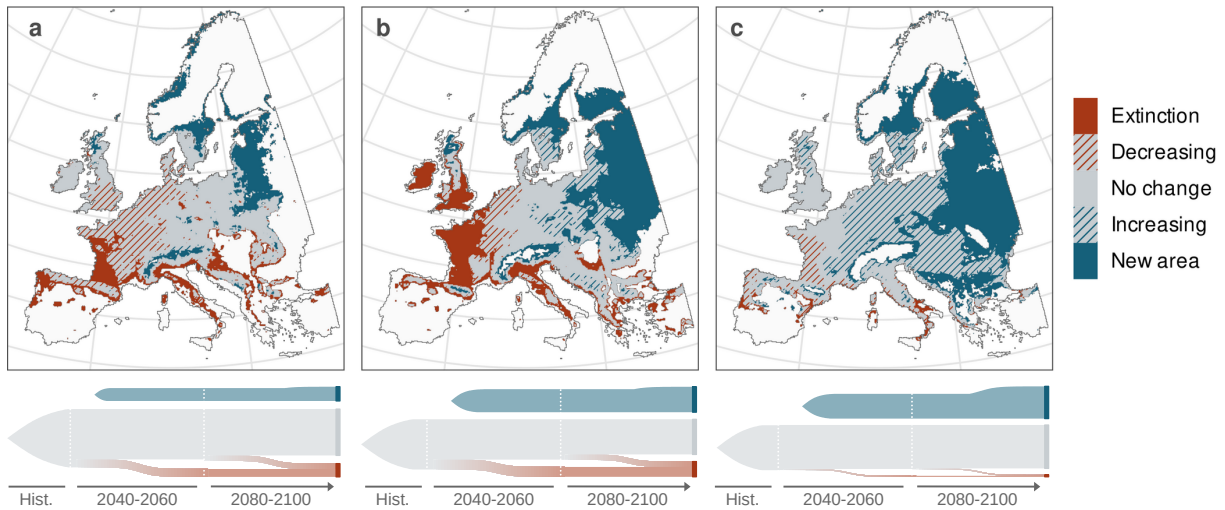 a
b
c
Extinction
Decreasing
No change
Increasing
New area
Hist. 2040-2060 2080-2100
Hist. 2040-2060 2080-2100
Hist. 2040-2060 2080-2100